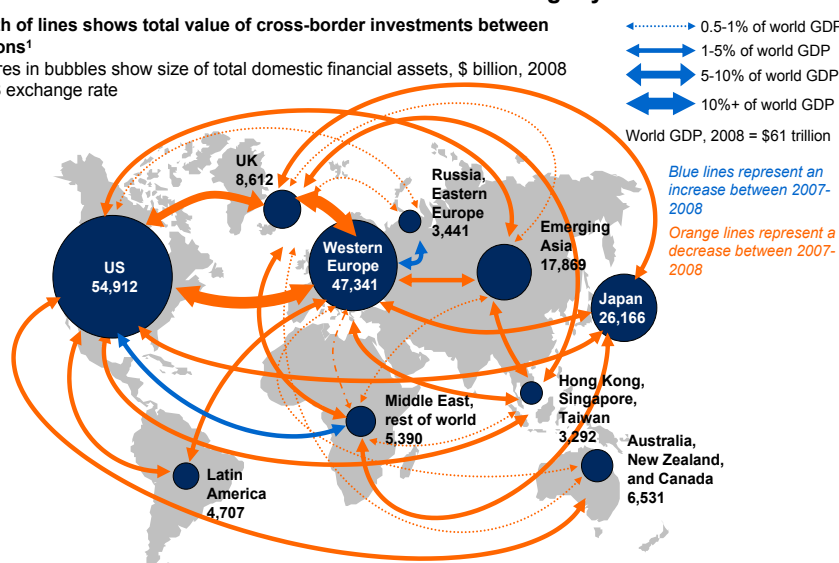 of lines shows total value of cross-border investments between
in bubbles show size of total domestic financial assets, $ billion, 2008
exchange rate
0.5-1% of world GDP
1-5% of world GDP
5-10% of world GDP
10%+ of world GDP
World GDP, 2008 = $61 trillion
Blue lines represent an
increase between 2007-
2008
Orange lines represent a
decrease between 2007-
2008
UK
8,612
Russia,
Eastern
Europe
3,441
Emerging
Asia
17,869
Western
Europe
47,341
US
54,912
Japan
26,166
Hong Kong,
Singapore,
Taiwan
3,292
Middle East,
rest of world
5,390
Australia,
New Zealand,
and Canada
6,531
Latin
America
4,707